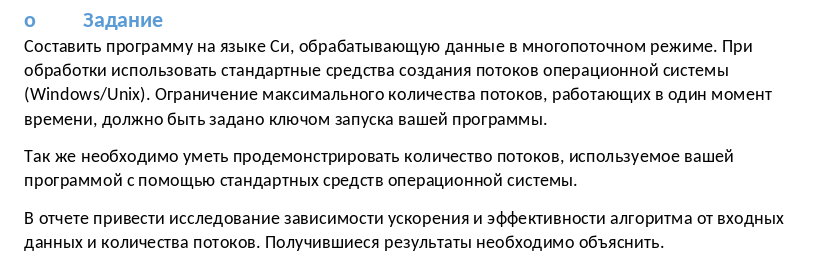 o Задание
Составить программу на языке Си, обрабатывающую данные в многопоточном режиме. При
обработки использовать стандартные средства создания потоков операционной системы
(Windows/Unix). Ограничение максимального количества потоков, работающих в один момент
времени, должно быть задано ключом запуска вашей программы.
Так же необходимо уметь продемонстрировать количество потоков, используемое вашей
программой с помощью стандартных средств операционной системы.
В отчете привести исследование зависимости ускорения и эффективности алгоритма от входных
данных и количества потоков. Получившиеся результаты необходимо объяснить.